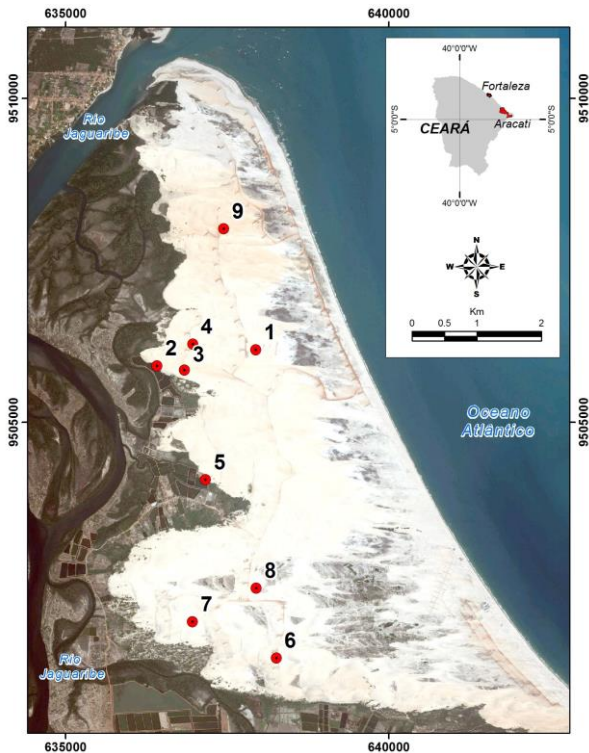 635000
640000
9510000
9510000
Rio
Jaguaribe
40°0'0"W
Fortaleza
5°0'0"S
5°0'0"S
CEARÁ
Aracati
40°0'0"W
N
W
E
S
Km
0 0.5 1 2
9
4
1
2
3
9505000
9505000
Oceano
Atlântico
5
8
7
6
Rio
Jaguaribe
635000
640000